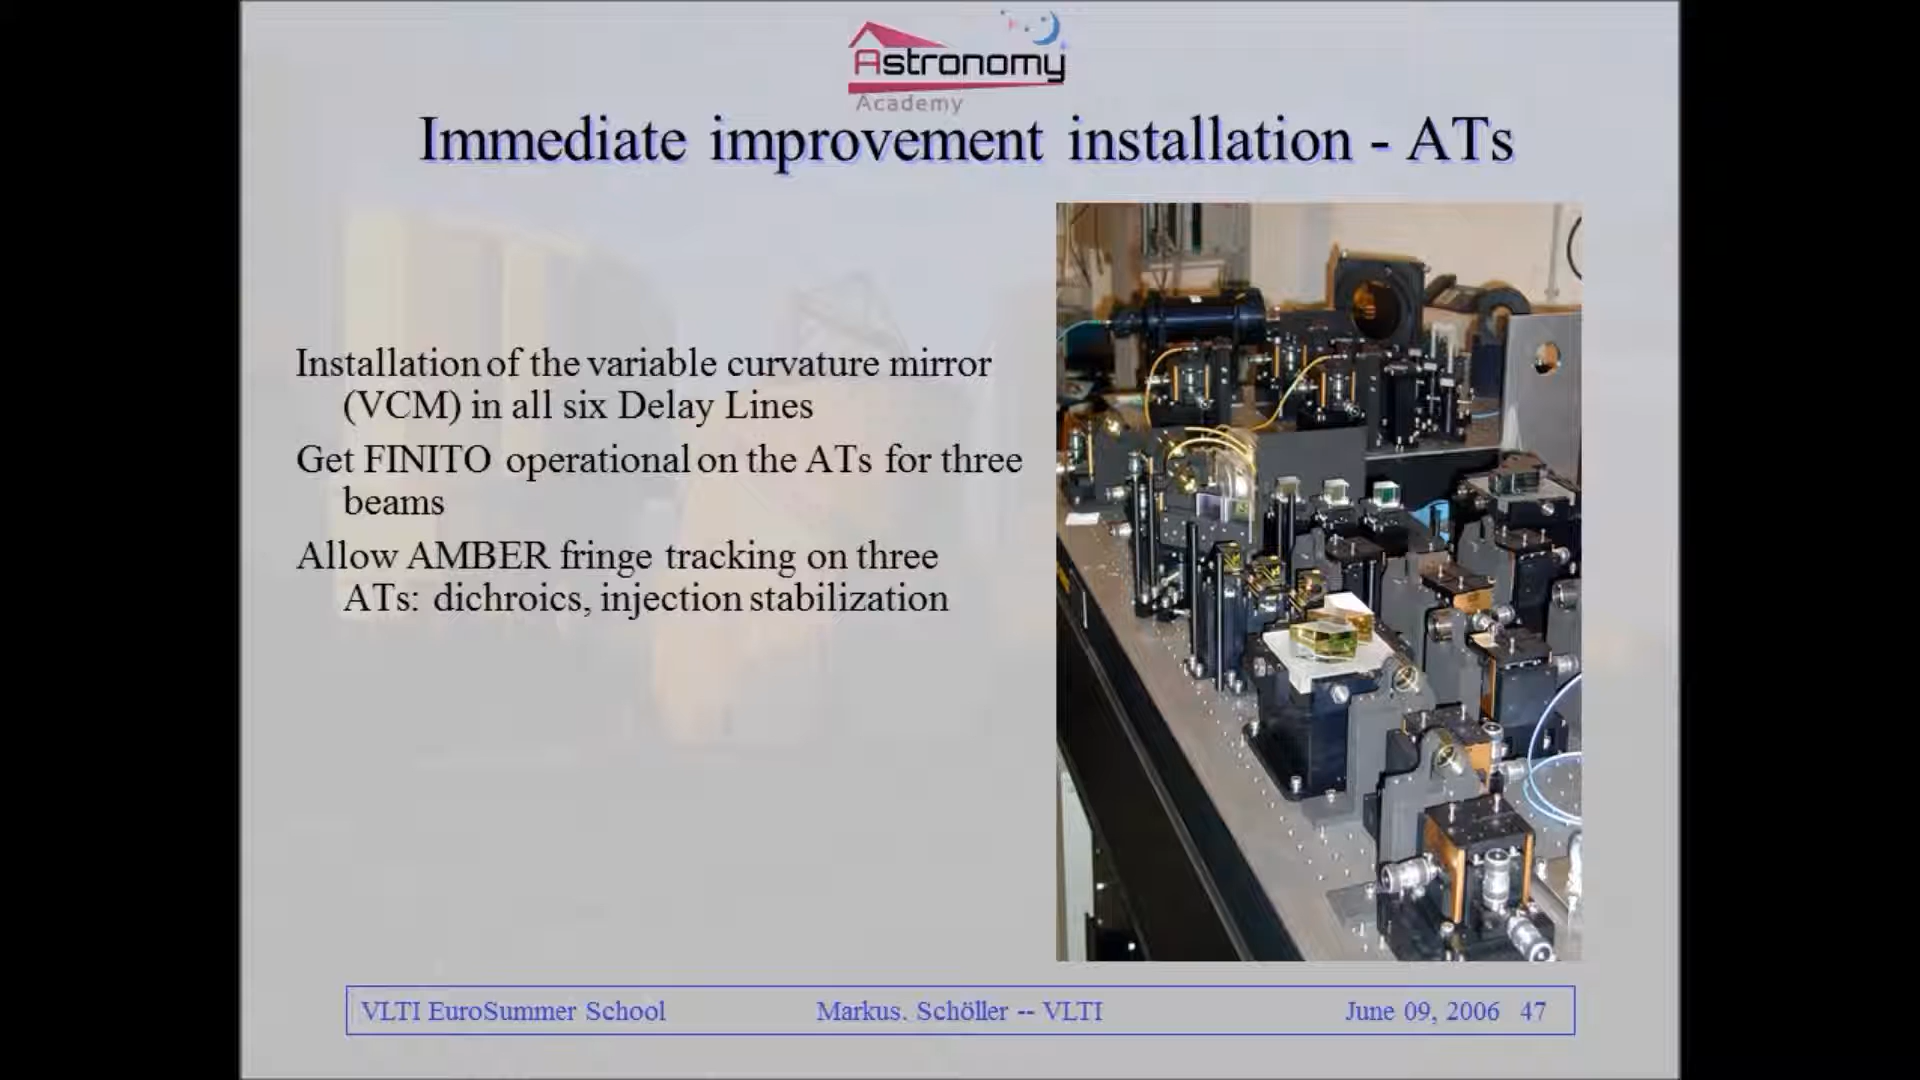 Astronomy
Academy
Immediate improvement installation - ATs
Installation of the variable curvature mirror
(VCM) in all six Delay Lines
Get FINITO operational on the ATs for three
beams
Allow AMBER fringe tracking on three
ATs: dichroics, injection stabilization
VLTI EuroSummer School Markus. Schöller -- VLTI June 09, 2006 47